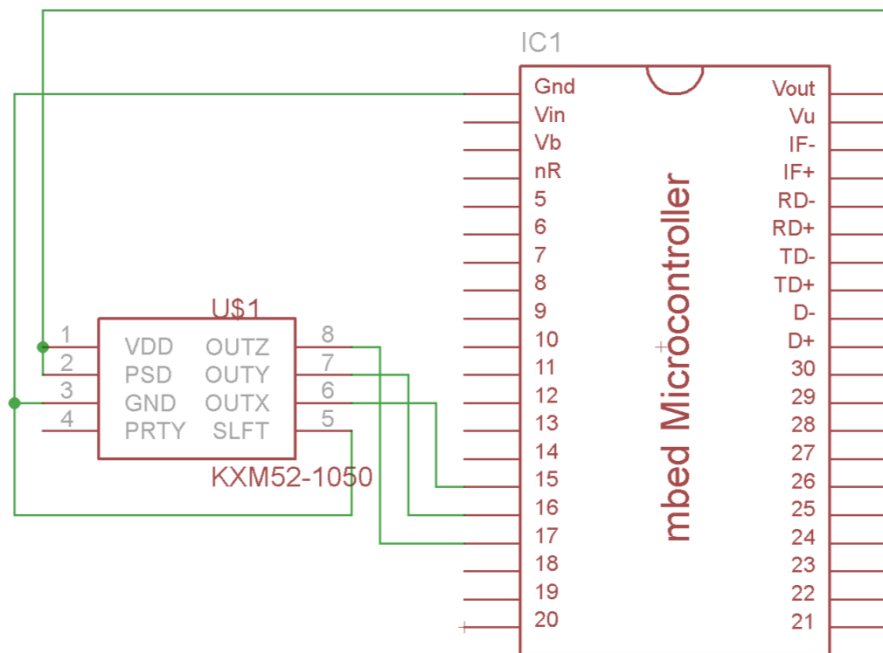 IC1
Gnd Vout
Vin Vu
Vb IF-
nR IF+
5 RD-
6 RD+
7 TD-
8 TD+
9 D-
10 D+
11 30
12 29
13 28
14 27
15 26
16 25
17 24
18 23
19 22
20 21
mbed Microcontroller
U$1
1 VDD OUTZ 8
2 PSD OUTY 7
3 GND OUTX 6
4 PRTY SLFT 5
KXM52-1050